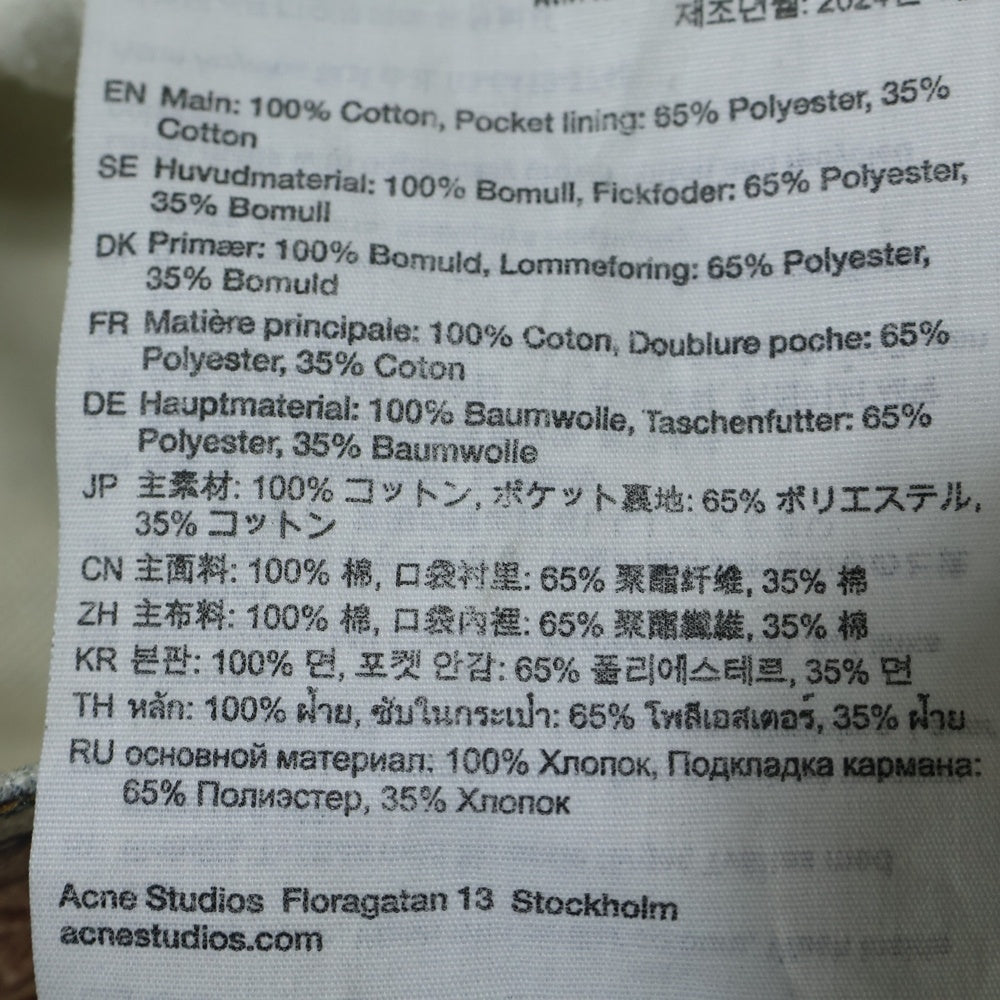 제조년월: 2024년
EN Main: 100% Cotton, Pocket lining: 65% Polyester, 35%
Cotton
SE Huvudmaterial: 100% Bomull, Fickfoder: 65% Polyester,
35% Bomull
DK Primær: 100% Bomuld, Lommeforing: 65% Polyester,
35% Bomuld
FR Matière principale: 100% Coton, Doublure poche: 65%
Polyester, 35% Coton
DE Hauptmaterial: 100% Baumwolle, Taschenfutter: 65%
Polyester, 35% Baumwolle
JP 主素材: 100% コットン, ポケット裏地: 65% ポリエステル,
35% コットン
CN 主面料: 100% 棉, 口袋衬里: 65% 聚酯纤维, 35% 棉
ZH 主布料: 100% 棉, 口袋內裡: 65% 聚酯纖維, 35% 棉
KR 본판: 100% 면, 포켓 안감: 65% 폴리에스테르, 35% 면
TH หลัก: 100% ฝ้าย, ซับในกระเป๋า: 65% โพลีเอสเตอร์, 35% ฝ้าย
RU основной материал: 100% Хлопок, Подкладка кармана:
65% Полиэстер, 35% Хлопок
Acne Studios Floragatan 13 Stockholm
acnestudios.com